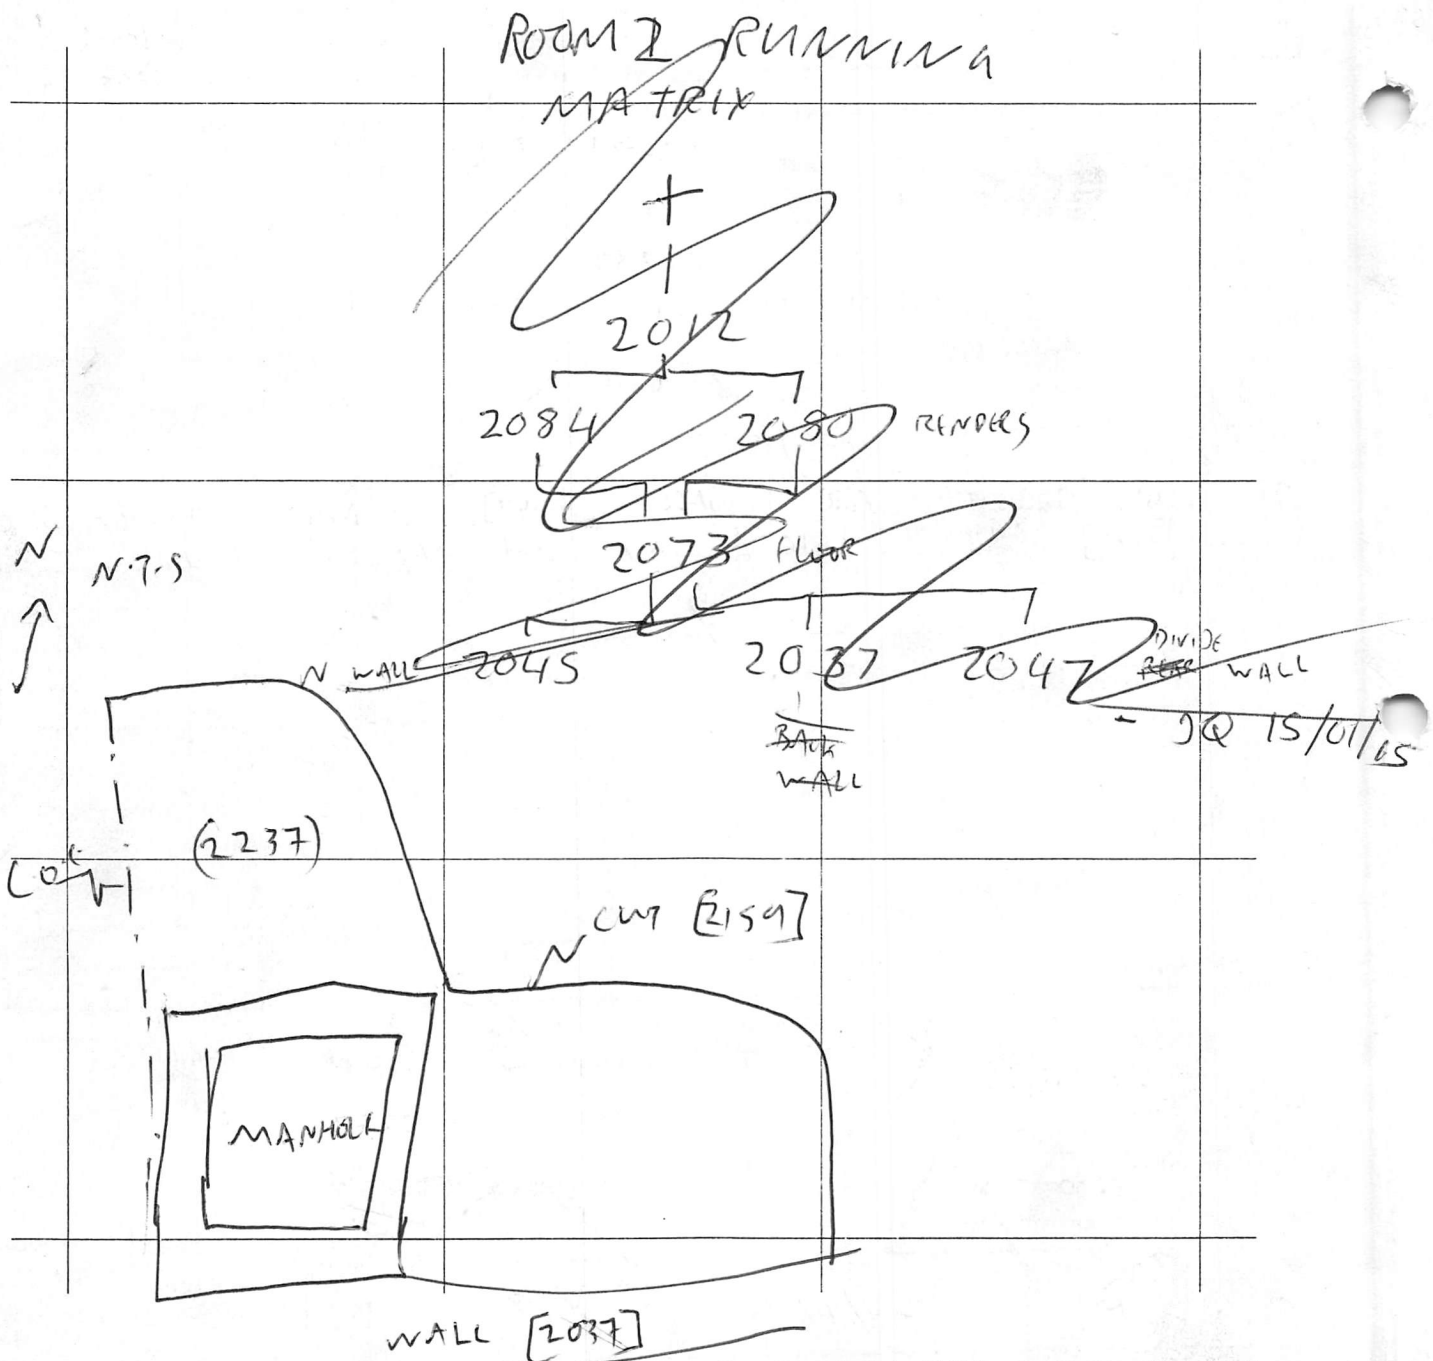 ROOM 2 RUNNING
MATRIX
+
2012
2084 2080 RENDERS
2073 FLOOR
N WALL 2045 2037 2047 DIVIDE WALL
BACK
WALL
- JQ 15/01/15
N
N.T.S
(2237)
CUT [2159]
MANHOLE
WALL [2037]